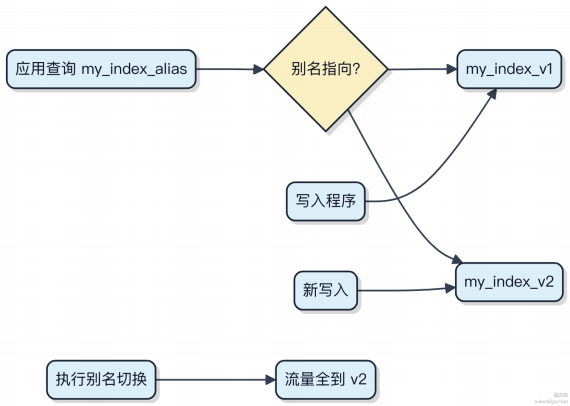 应用查询 my_index_alias
别名指向?
my_index_v1
写入程序
my_index_v2
新写入
执行别名切换
流量全到 v2